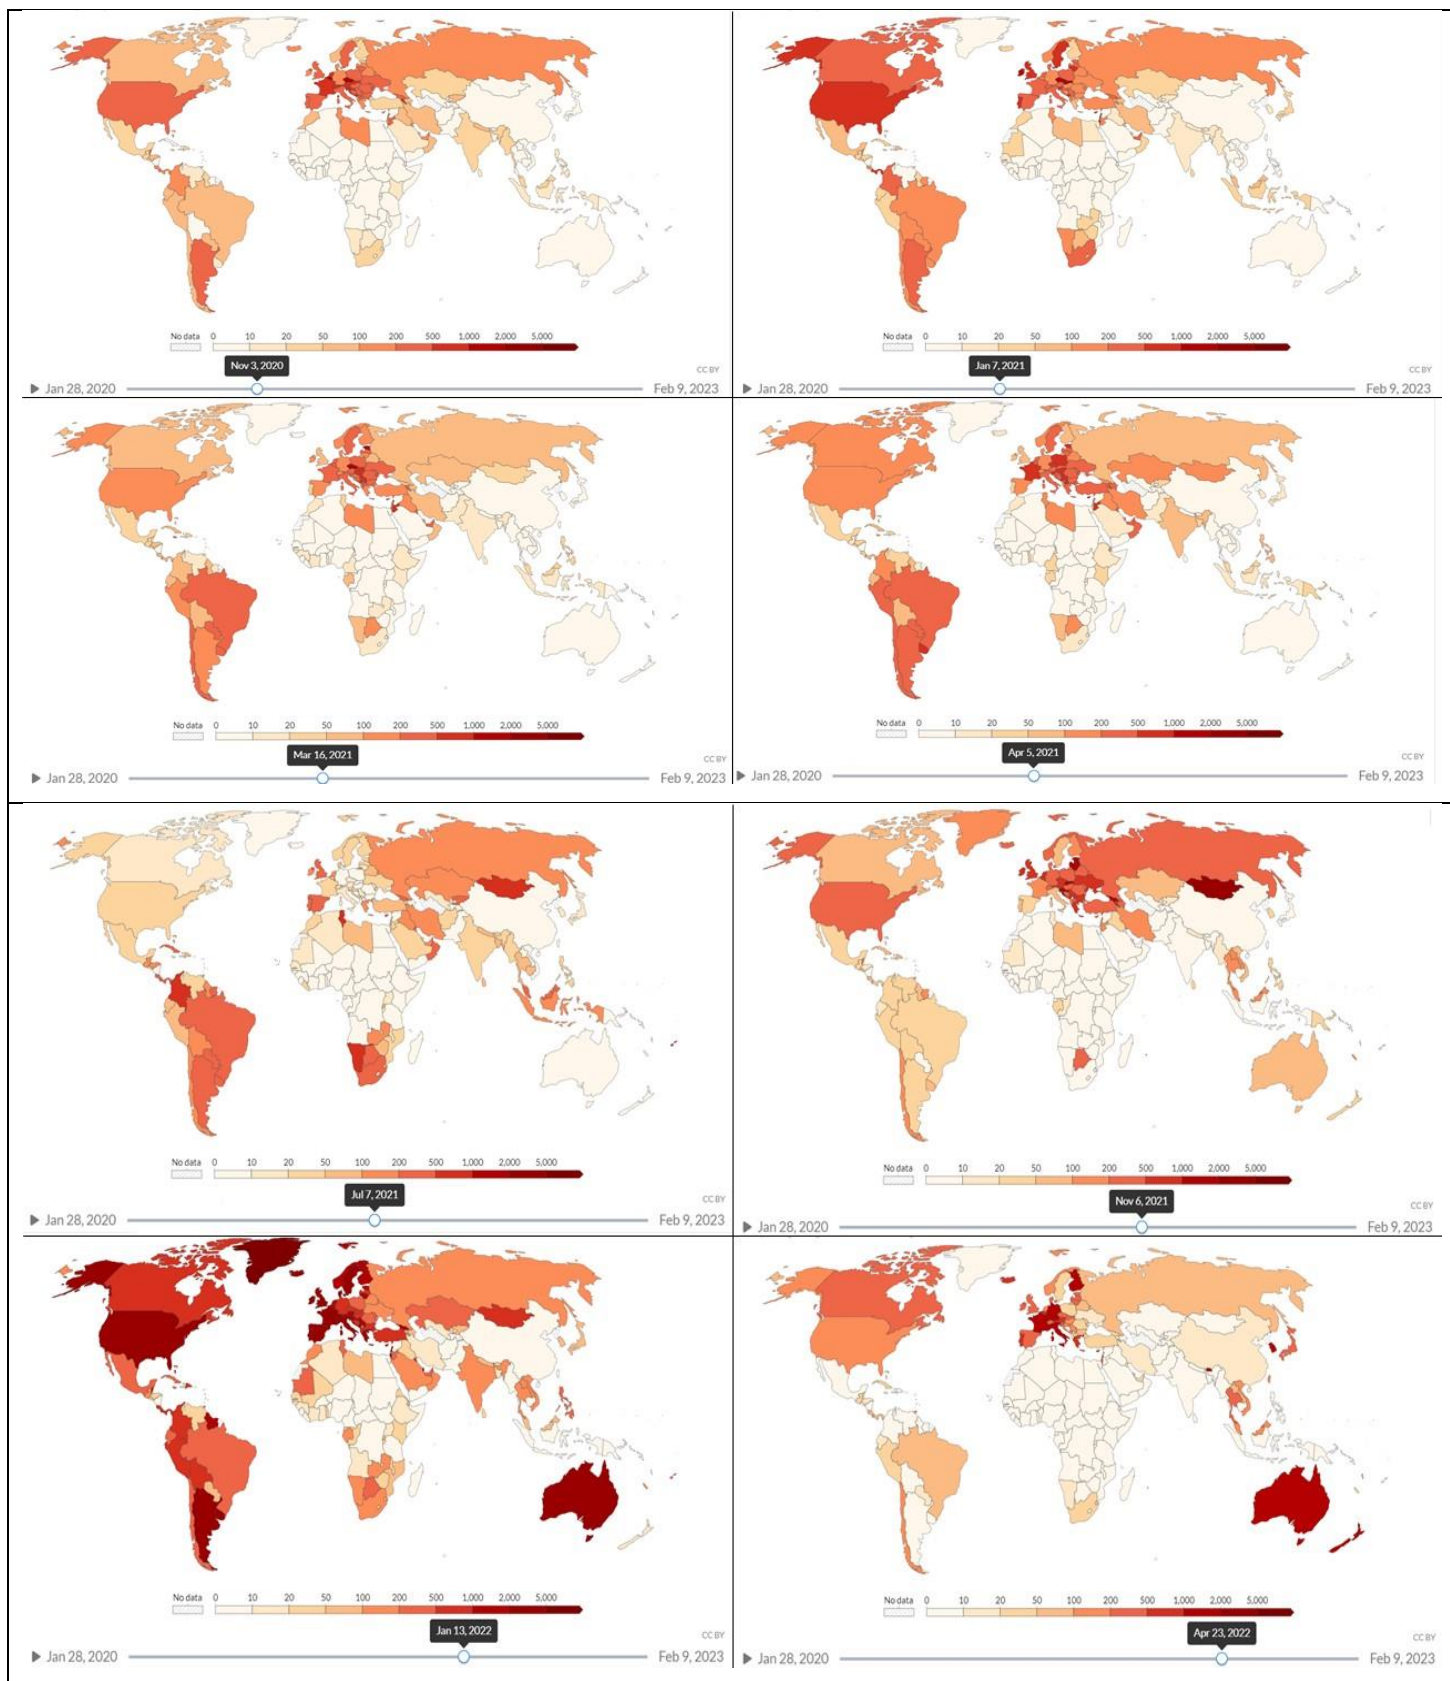 No data 0 10 20 50 100 200 500 1,000 2,000 5,000
Nov 3, 2020
CC BY
Jan 28, 2020 Feb 9, 2023
No data 0 10 20 50 100 200 500 1,000 2,000 5,000
Jan 7, 2021
CC BY
Jan 28, 2020 Feb 9, 2023
No data 0 10 20 50 100 200 500 1,000 2,000 5,000
Mar 16, 2021
CC BY
Jan 28, 2020 Feb 9, 2023
No data 0 10 20 50 100 200 500 1,000 2,000 5,000
Apr 5, 2021
CC BY
Jan 28, 2020 Feb 9, 2023
No data 0 10 20 50 100 200 500 1,000 2,000 5,000
Jul 7, 2021
CC BY
Jan 28, 2020 Feb 9, 2023
No data 0 10 20 50 100 200 500 1,000 2,000 5,000
Nov 6, 2021
CC BY
Jan 28, 2020 Feb 9, 2023
No data 0 10 20 50 100 200 500 1,000 2,000 5,000
Jan 13, 2022
CC BY
Jan 28, 2020 Feb 9, 2023
No data 0 10 20 50 100 200 500 1,000 2,000 5,000
Apr 23, 2022
CC BY
Jan 28, 2020 Feb 9, 2023